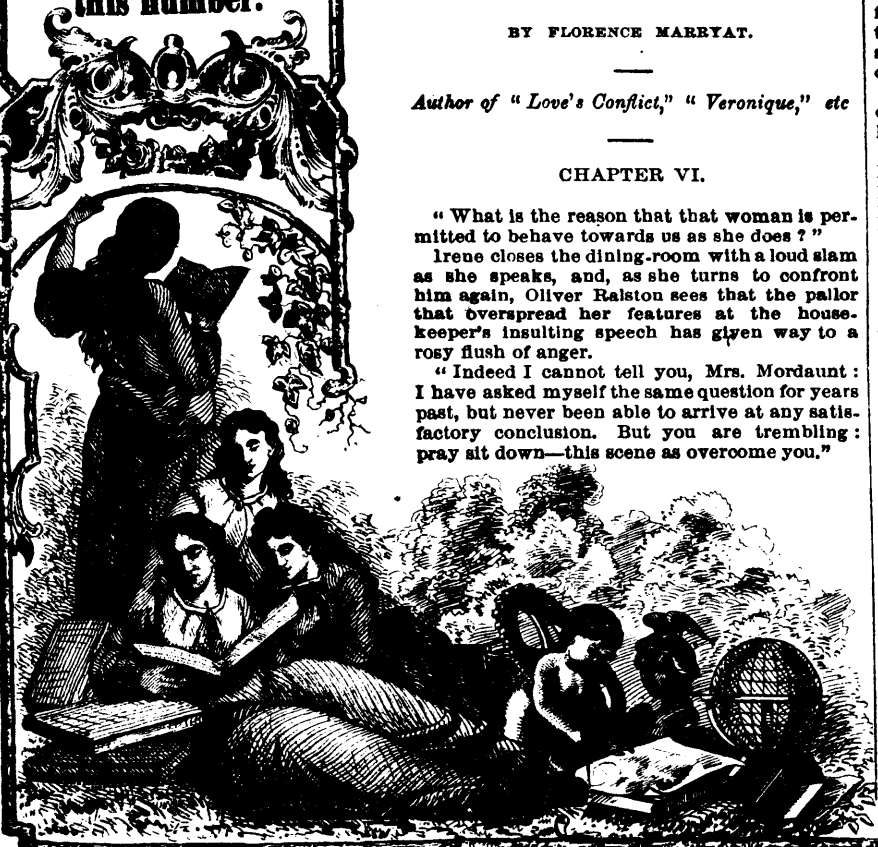 this number.
BY FLORENCE MARRYAT.
Author of “ Love's Conflict,” “ Veronique,” etc
CHAPTER VI.
“ What is the reason that that woman is per-
mitted to behave towards us as she does ? ”
Irene closes the dining-room with a loud slam
as she speaks, and, as she turns to confront
him again, Oliver Ralston sees that the pallor
that overspread her features at the house-
keeper's insulting speech has given way to a
rosy flush of anger.
“ Indeed I cannot tell you, Mrs. Mordaunt :
I have asked myself the same question for years
past, but never been able to arrive at any satis-
factory conclusion. But you are trembling :
pray sit down—this scene as overcome you.”